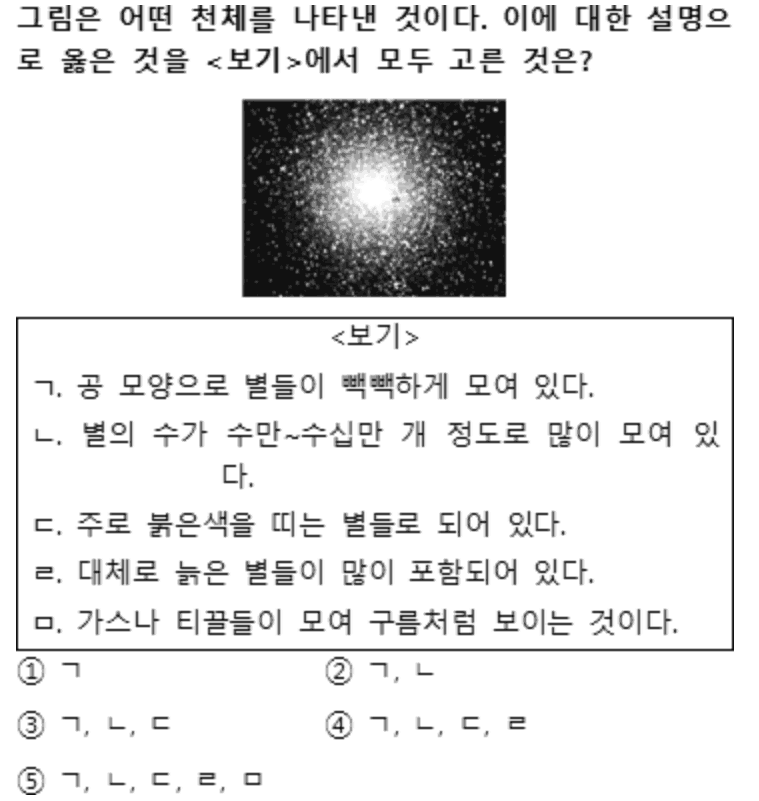 그림은 어떤 천체를 나타낸 것이다. 이에 대한 설명으
로 옳은 것을 <보기>에서 모두 고른 것은?
<보기>
ㄱ. 공 모양으로 별들이 빽빽하게 모여 있다.
ㄴ. 별의 수가 수만~수십만 개 정도로 많이 모여 있
다.
ㄷ. 주로 붉은색을 띠는 별들로 되어 있다.
ㄹ. 대체로 늙은 별들이 많이 포함되어 있다.
ㅁ. 가스나 티끌들이 모여 구름처럼 보이는 것이다.
① ㄱ ② ㄱ, ㄴ
③ ㄱ, ㄴ, ㄷ ④ ㄱ, ㄴ, ㄷ, ㄹ
⑤ ㄱ, ㄴ, ㄷ, ㄹ, ㅁ